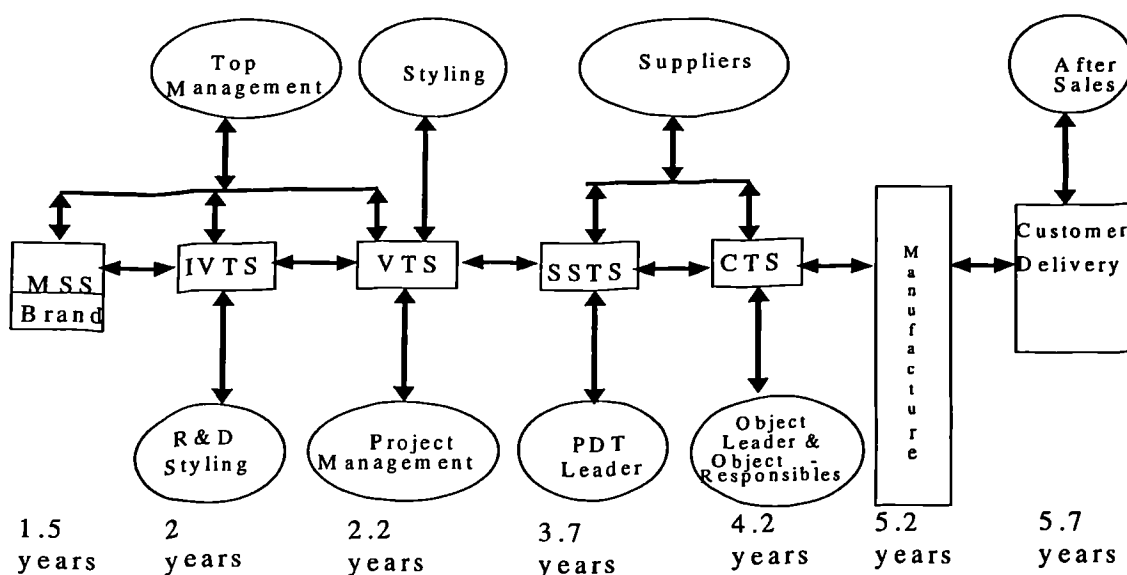 Top
Management
Styling
Suppliers
After
Sales
MSS
Brand
IVTS
VTS
SSTS
CTS
Manufacture
Customer
Delivery
R&D
Styling
Project
Management
PDT
Leader
Object
Leader &
Object -
Responsibles
1.5
years
2
years
2.2
years
3.7
years
4.2
years
5.2
years
5.7
years